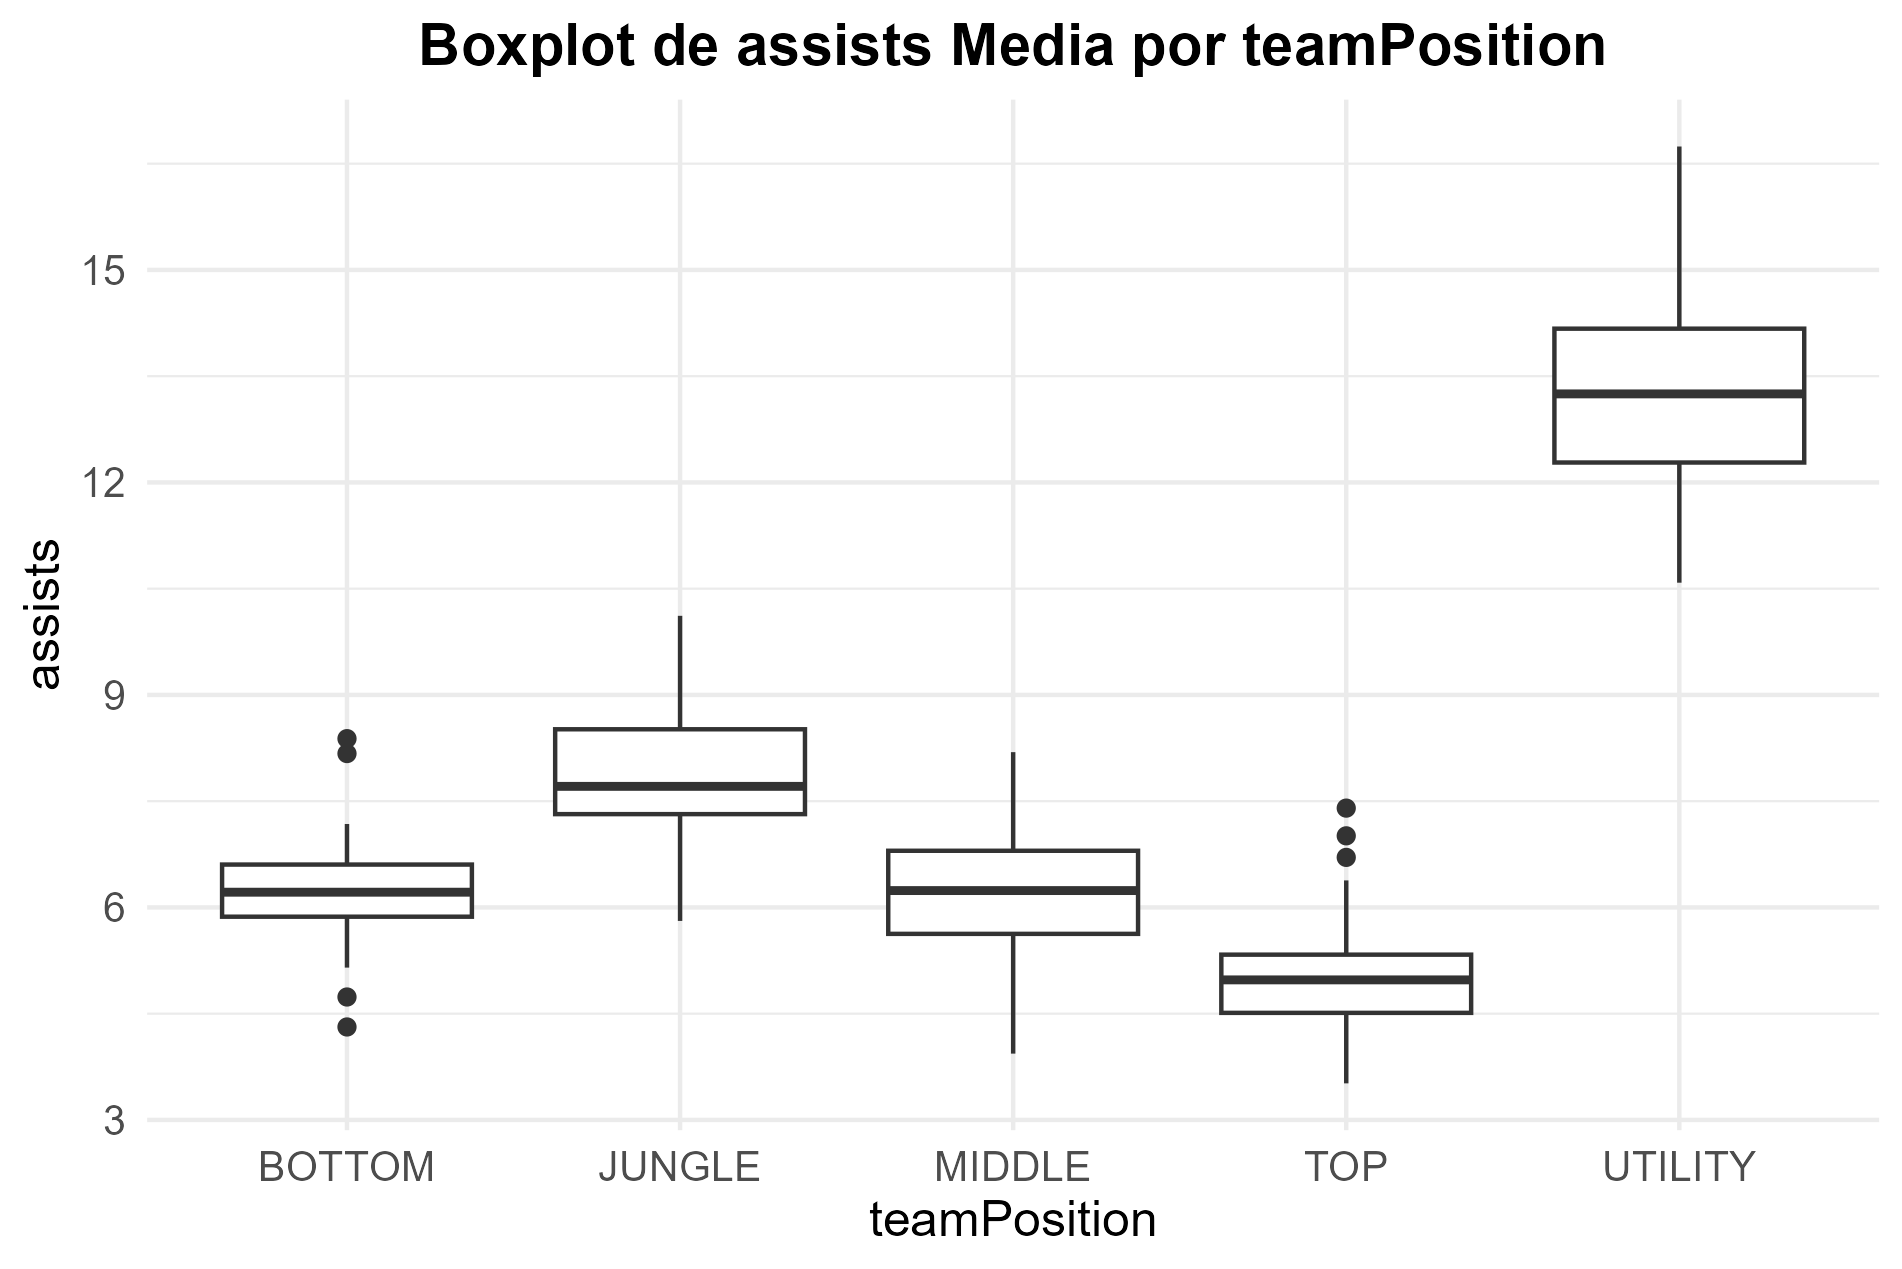 Boxplot de assists Media por teamPosition
assists
15
12
9
6
3
BOTTOM JUNGLE MIDDLE TOP UTILITY
teamPosition